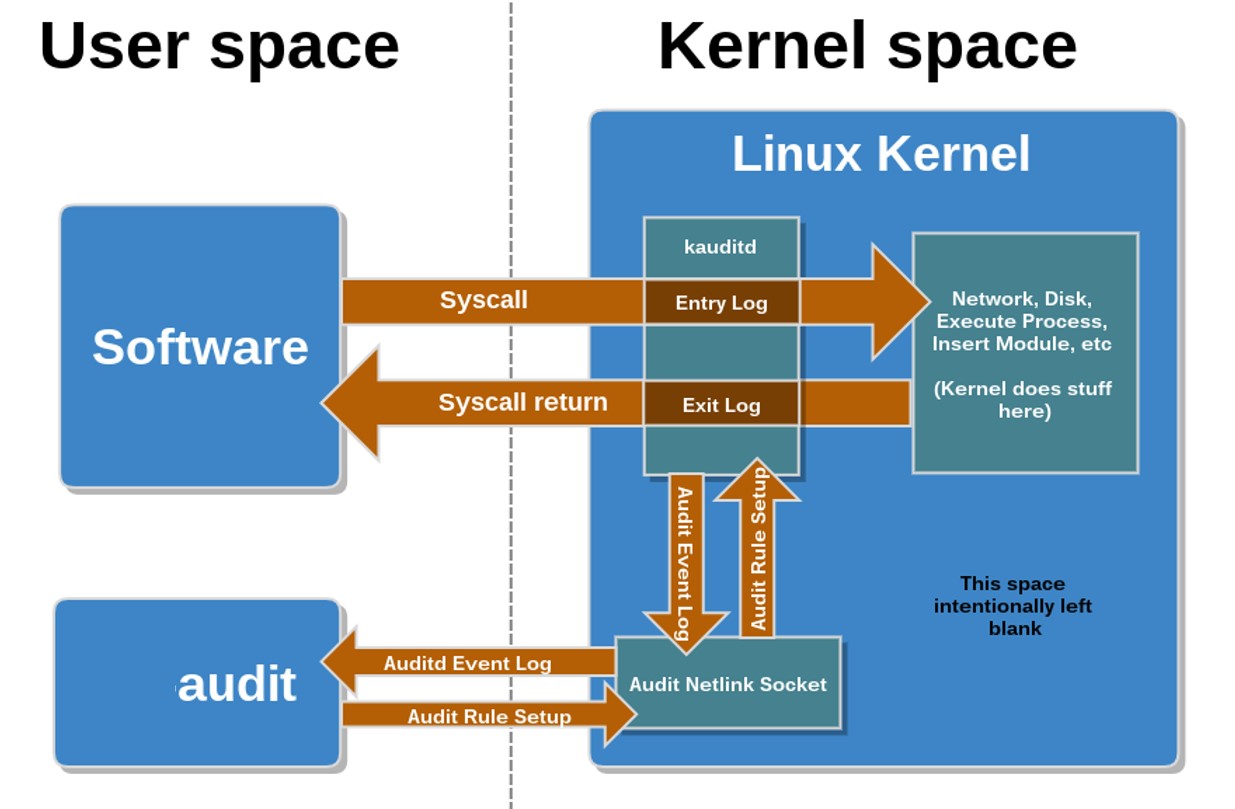 User space
Kernel space
Linux Kernel
kauditd
Syscall
Entry Log
Network, Disk,
Execute Process,
Insert Module, etc
(Kernel does stuff
here)
Software
Syscall return
Exit Log
Audit Event Log
Audit Rule Setup
This space
intentionally left
blank
audit
Auditd Event Log
Audit Netlink Socket
Audit Rule Setup